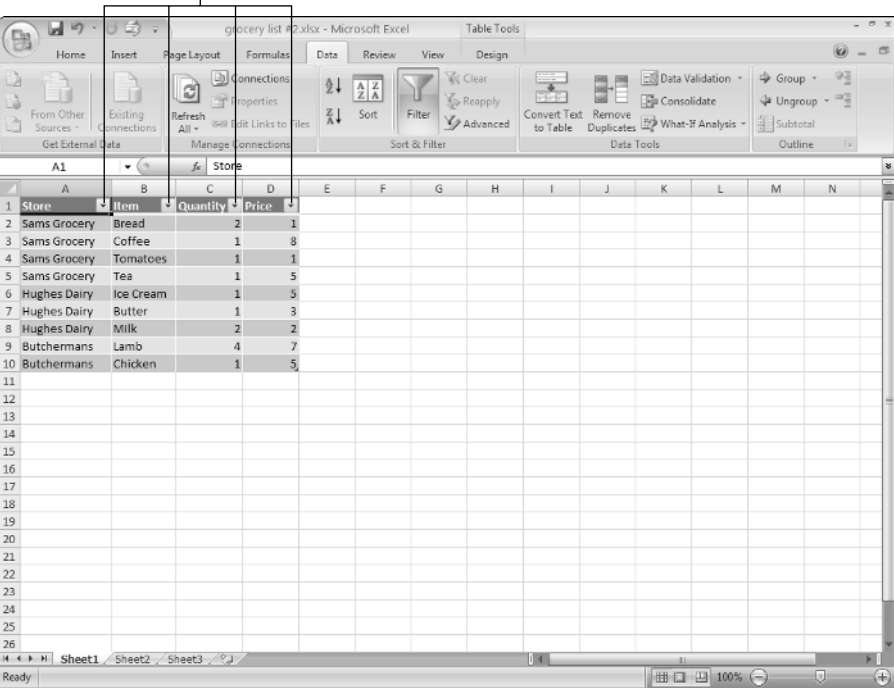 grocery list #2.xlsx - Microsoft Excel Table Tools
Home Insert Page Layout Formulas Data Review View Design
From Other Sources Existing Connections Refresh All Connections Properties Edit Links to Files Sort Filter Clear Reapply Advanced Convert Text to Table Remove Duplicates Data Validation Consolidate What-If Analysis Group Ungroup Subtotal
Get External Data Manage Connections Sort & Filter Data Tools Outline
A1 fx Store
A B C D E F G H I J K L M N
1 Store Item Quantity Price
2 Sams Grocery Bread 2 1
3 Sams Grocery Coffee 1 8
4 Sams Grocery Tomatoes 1 1
5 Sams Grocery Tea 1 5
6 Hughes Dairy Ice Cream 1 5
7 Hughes Dairy Butter 1 3
8 Hughes Dairy Milk 2 2
9 Butchermans Lamb 4 7
10 Butchermans Chicken 1 5
11
12
13
14
15
16
17
18
19
20
21
22
23
24
25
26
Sheet1 Sheet2 Sheet3
Ready 100%